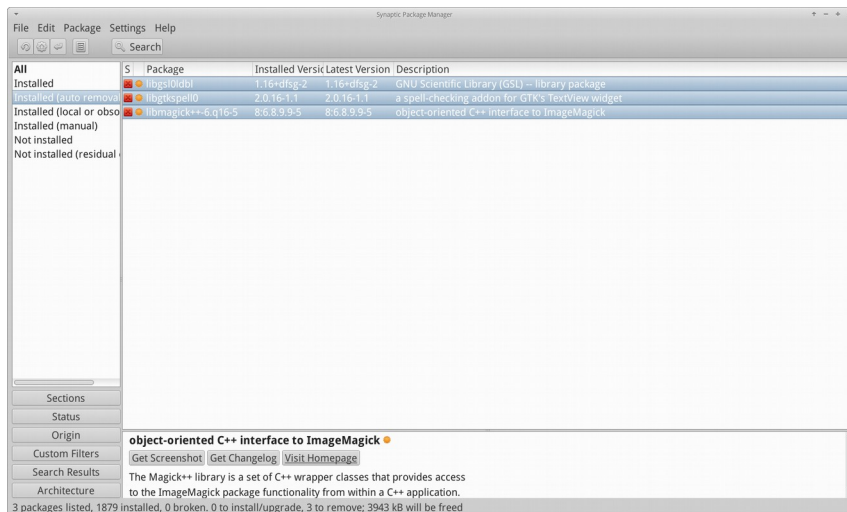 Synaptic Package Manager
File Edit Package Settings Help
Search
All
Installed
Installed (auto remova
Installed (local or obso
Installed (manual)
Not installed
Not installed (residual
S Package Installed Versic Latest Version Description
libgsl0ldbl 1.16+dfsg-2 1.16+dfsg-2 GNU Scientific Library (GSL) -- library package
libgtkspell0 2.0.16-1.1 2.0.16-1.1 a spell-checking addon for GTK's TextView widget
libmagick++-6.q16-5 8:6.8.9.9-5 8:6.8.9.9-5 object-oriented C++ interface to ImageMagick
Sections
Status
Origin
Custom Filters
Search Results
Architecture
object-oriented C++ interface to ImageMagick
Get Screenshot Get Changelog Visit Homepage
The Magick++ library is a set of C++ wrapper classes that provides access
to the ImageMagick package functionality from within a C++ application.
3 packages listed, 1879 installed, 0 broken. 0 to install/upgrade, 3 to remove; 3943 kB will be freed